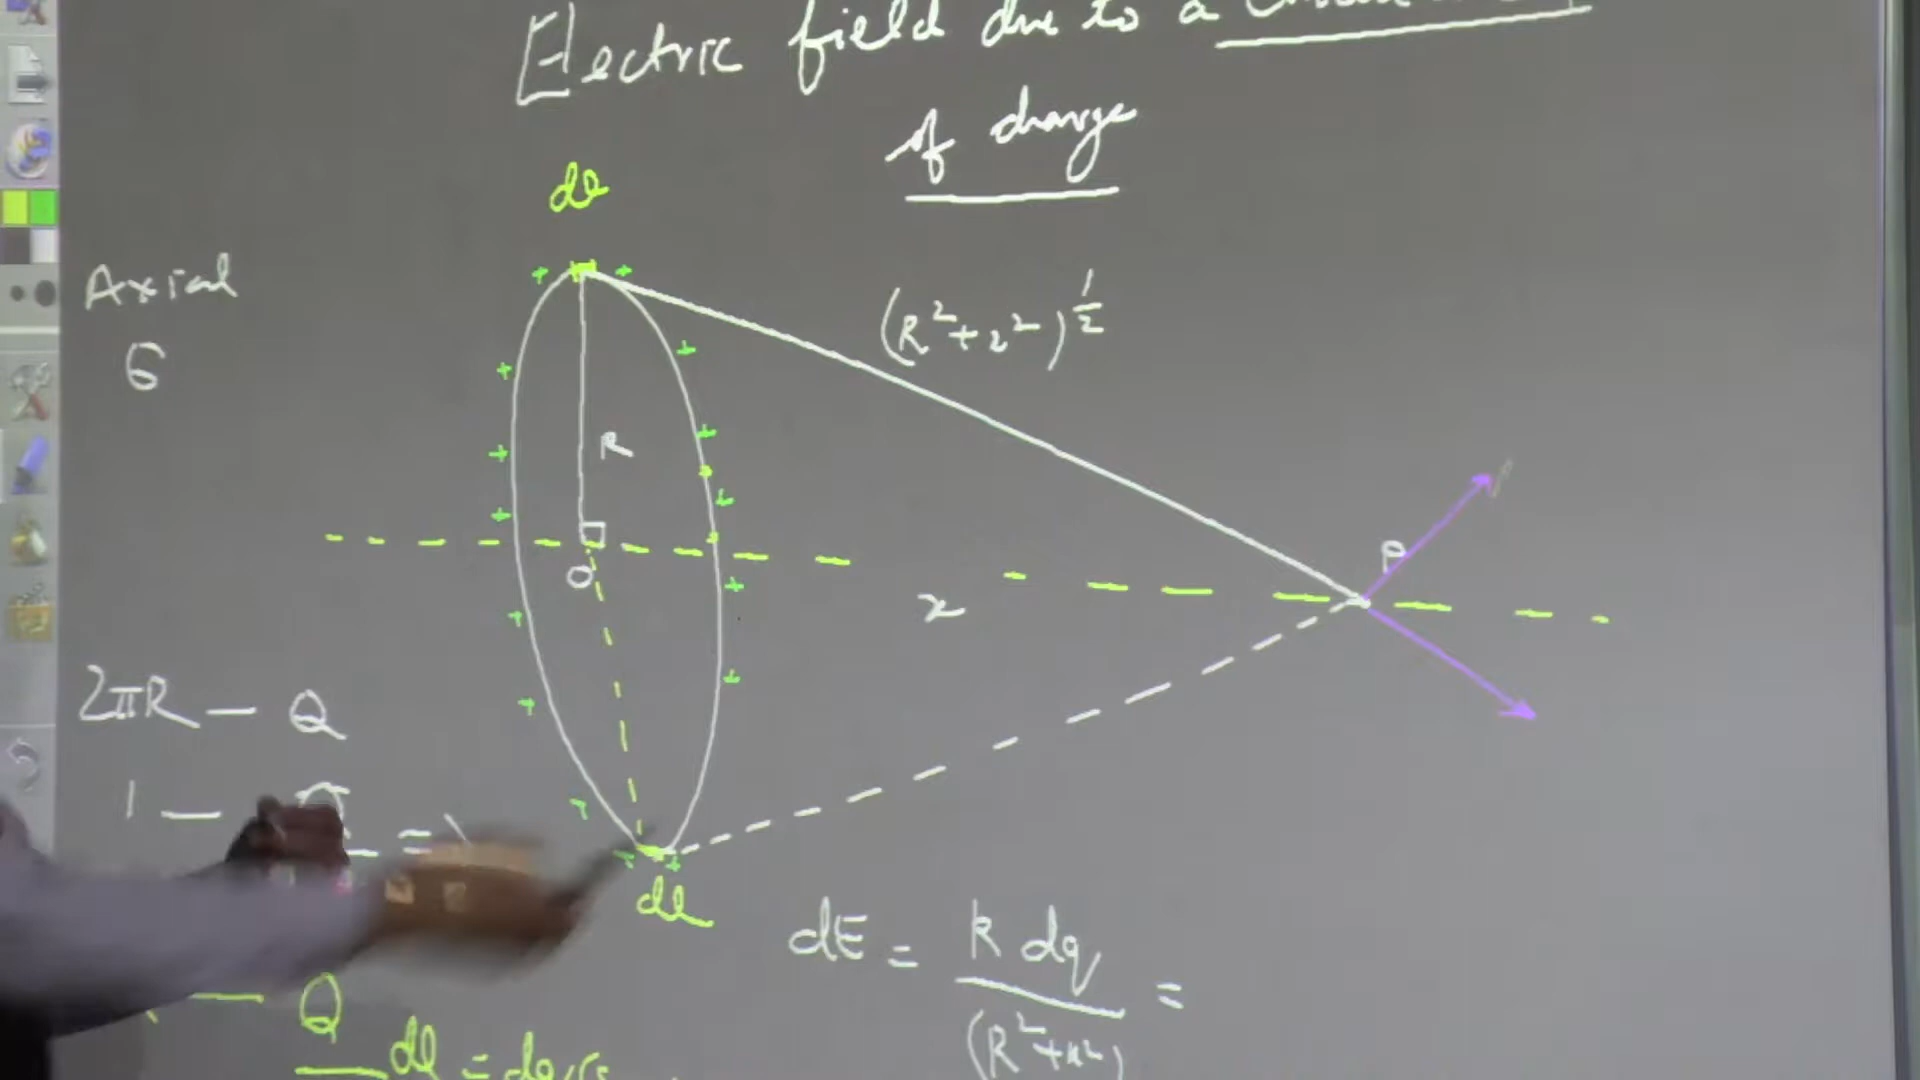 Electric field due to a
of charge
dl
Axial
6
(R²+x²)^1/2
R
O
P
x
2πR — Q
1 —
=
dl
dE = k dq / (R²+x²) =
— Q
dl =